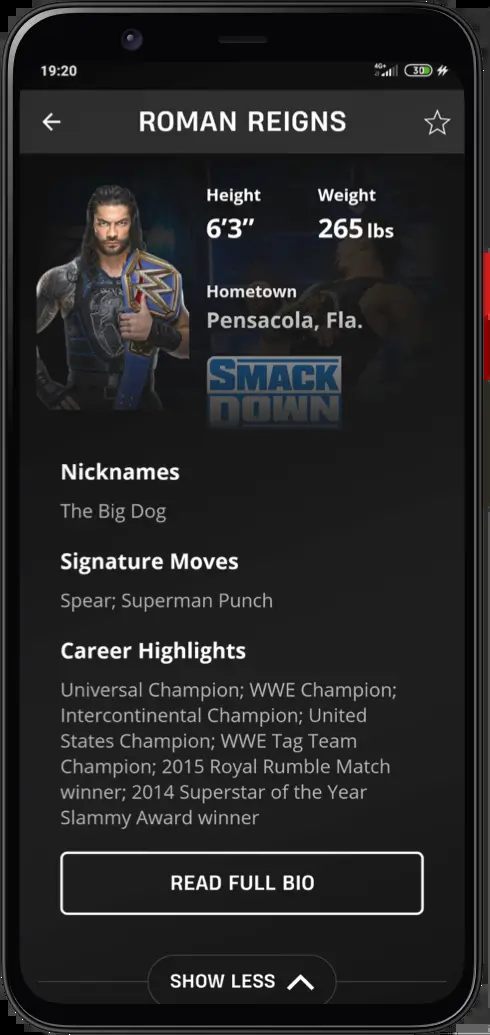 19:20
4G+
30
ROMAN REIGNS
Height
Weight
6’3”
265 lbs
Hometown
Pensacola, Fla.
SMACK
DOWN
Nicknames
The Big Dog
Signature Moves
Spear; Superman Punch
Career Highlights
Universal Champion; WWE Champion;
Intercontinental Champion; United
States Champion; WWE Tag Team
Champion; 2015 Royal Rumble Match
winner; 2014 Superstar of the Year
Slammy Award winner
READ FULL BIO
SHOW LESS